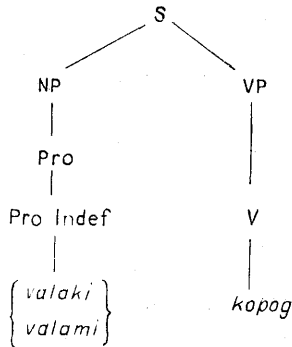 S
NP VP
Pro
Pro Indef V
valaki
valami kopog